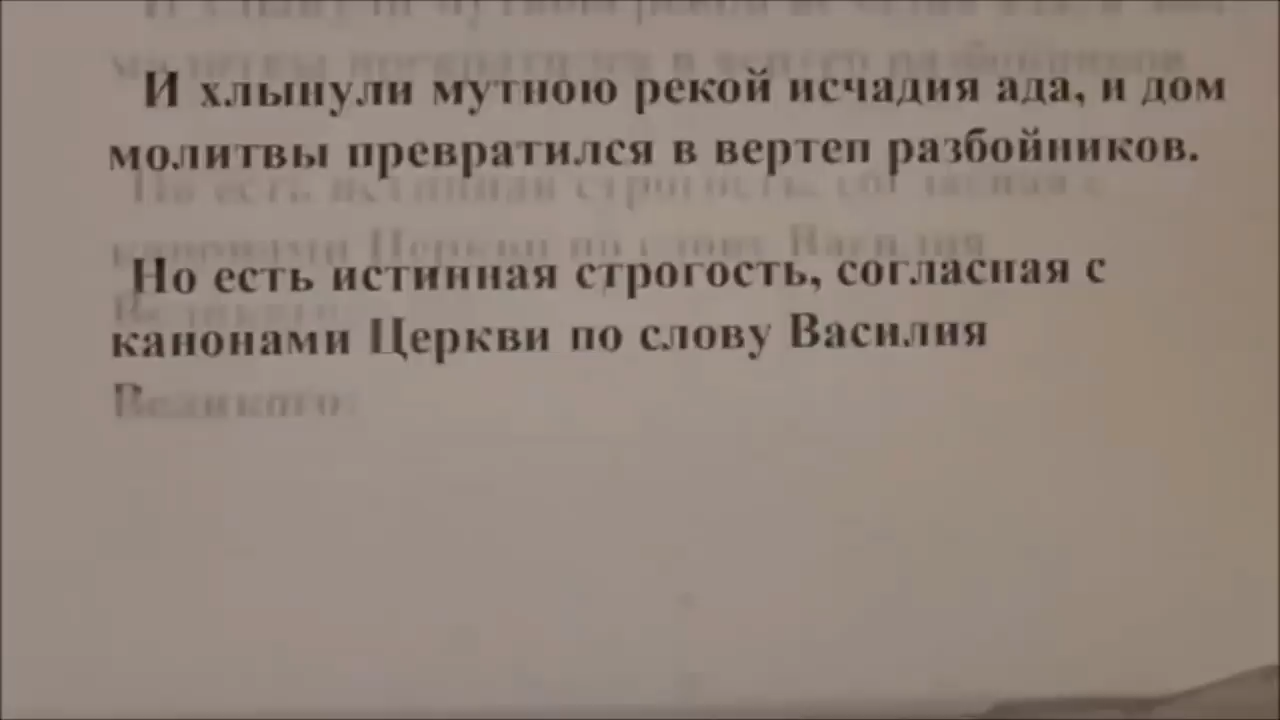 И хлынули мутною рекой исчадия ада, и дом
молитвы превратился в вертеп разбойников.
Но есть истинная строгость, согласная с
канонами Церкви по слову Василия
Великого: